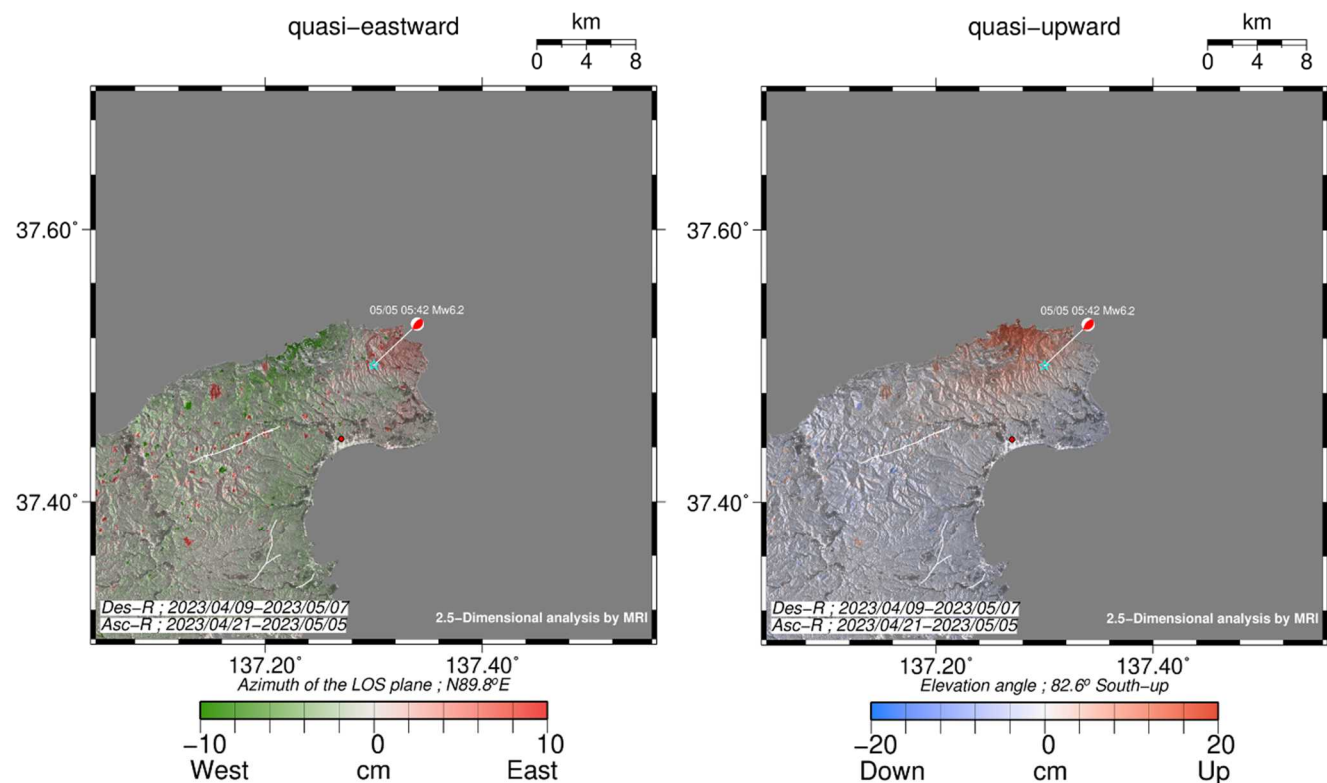 quasi-eastward
km
0 4 8
37.60°
37.40°
05/05 05:42 Mw6.2
Des-R ; 2023/04/09-2023/05/07
Asc-R ; 2023/04/21-2023/05/05
2.5-Dimensional analysis by MRI
137.20° 137.40°
Azimuth of the LOS plane ; N89.8°E
-10 0 10
West cm East
quasi-upward
km
0 4 8
37.60°
37.40°
05/05 05:42 Mw6.2
Des-R ; 2023/04/09-2023/05/07
Asc-R ; 2023/04/21-2023/05/05
2.5-Dimensional analysis by MRI
137.20° 137.40°
Elevation angle ; 82.6° South-up
-20 0 20
Down cm Up